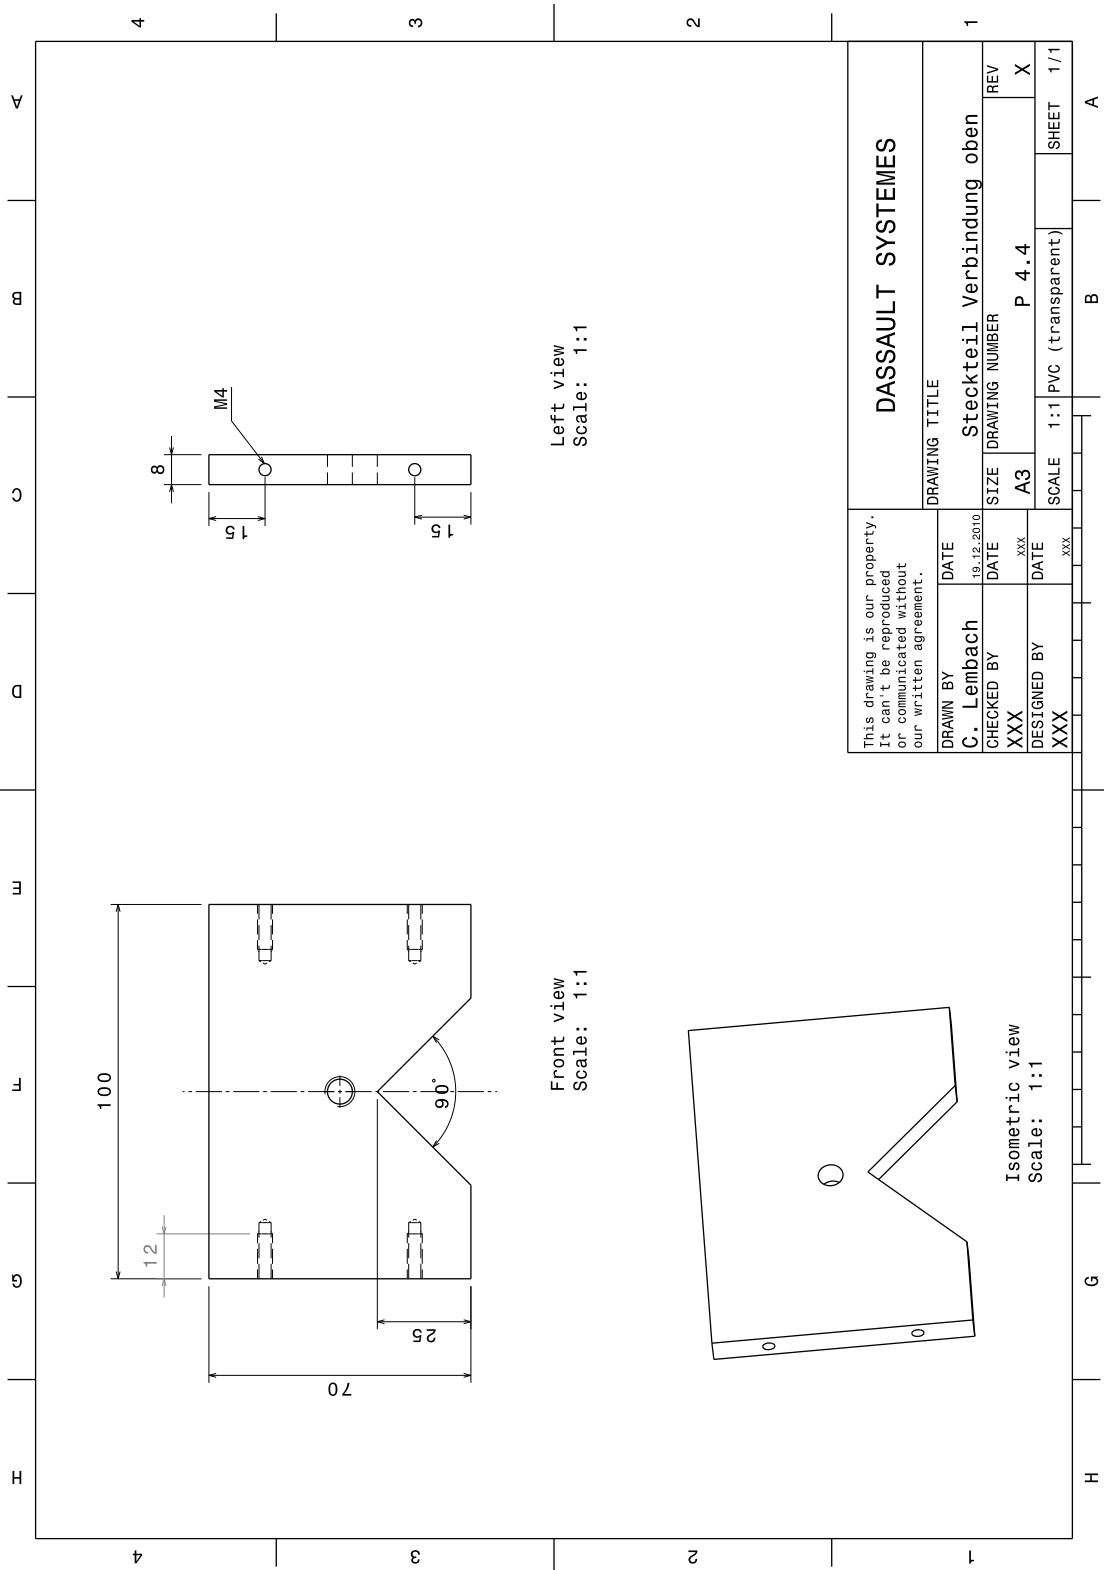 4
3
2
1
A
B
C
D
E
F
G
H
100
12
90°
25
70
Front view
Scale: 1:1
8
M4
15
15
Left view
Scale: 1:1
Isometric view
Scale: 1:1
This drawing is our property.
It can't be reproduced
or communicated without
our written agreement.
DRAWN BY
C. Lembach
DATE
19.12.2010
CHECKED BY
XXX
DATE
XXX
DESIGNED BY
XXX
DATE
XXX
DASSAULT SYSTEMES
DRAWING TITLE
Steckteil Verbindung oben
SIZE
A3
DRAWING NUMBER
P 4.4
REV
X
SCALE 1:1
PVC (transparent)
SHEET 1/1
A
B
G
H
4
3
2
1